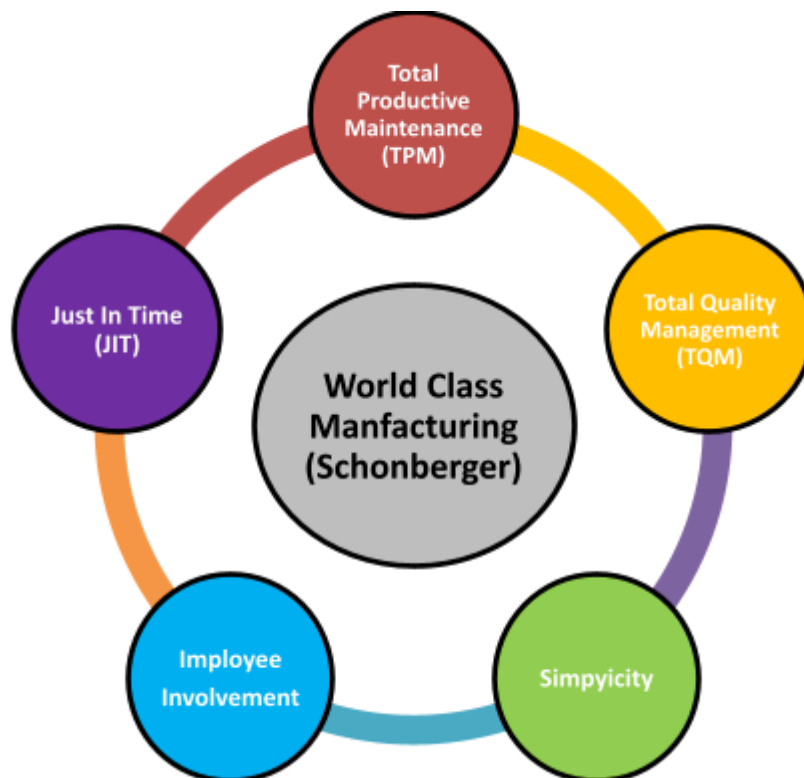 Total
Productive
Maintenance
(TPM)
Total Quality
Management
(TQM)
Simpyicity
Imployee
Involvement
Just In Time
(JIT)
World Class
Manfacturing
(Schonberger)